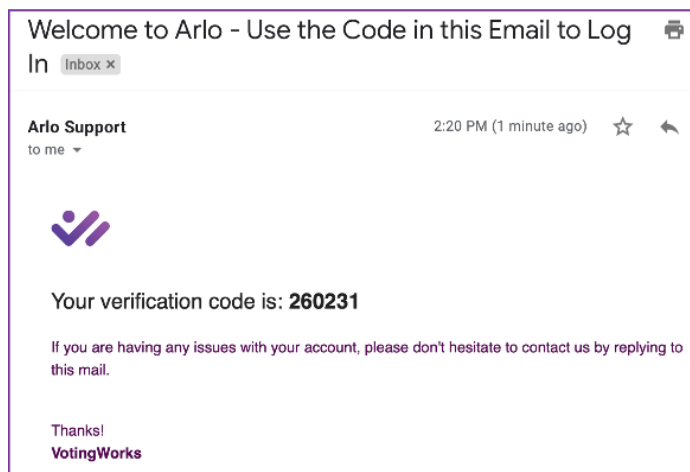 Welcome to Arlo - Use the Code in this Email to Log
In Inbox ×
Arlo Support 2:20 PM (1 minute ago)
to me
Your verification code is: 260231
If you are having any issues with your account, please don't hesitate to contact us by replying to
this mail.
Thanks!
VotingWorks